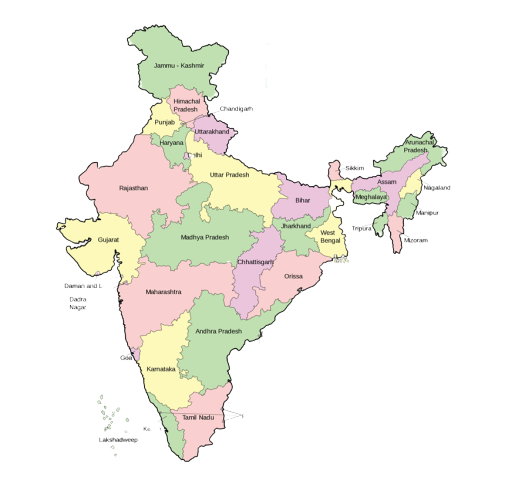 Jammu - Kashmir
Himachal
Pradesh
Chandigarh
Punjab
Uttarakhand
Haryana
Arunachal
Pradesh
Sikkim
Uttar Pradesh
Assam
Nagaland
Rajasthan
Bihar
Meghalaya
Manipur
Jharkhand
West
Bengal
Tripura
Mizoram
Gujarat
Madhya Pradesh
Chhattisgarh
Orissa
Daman and
Dadra
Nagar
Maharashtra
Andhra Pradesh
Goa
Karnataka
Tamil Nadu
Lakshadweep